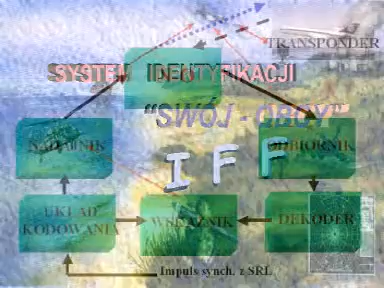 TRANSPONDER
SYSTEM IDENTYFIKACJI
"SWÓJ - OBCY"
NADAJNIK
ODBIORNIK
I F F
UKŁAD
KODOWANIA
WSKAŹNIK
DEKODER
Impuls synch. z SRL